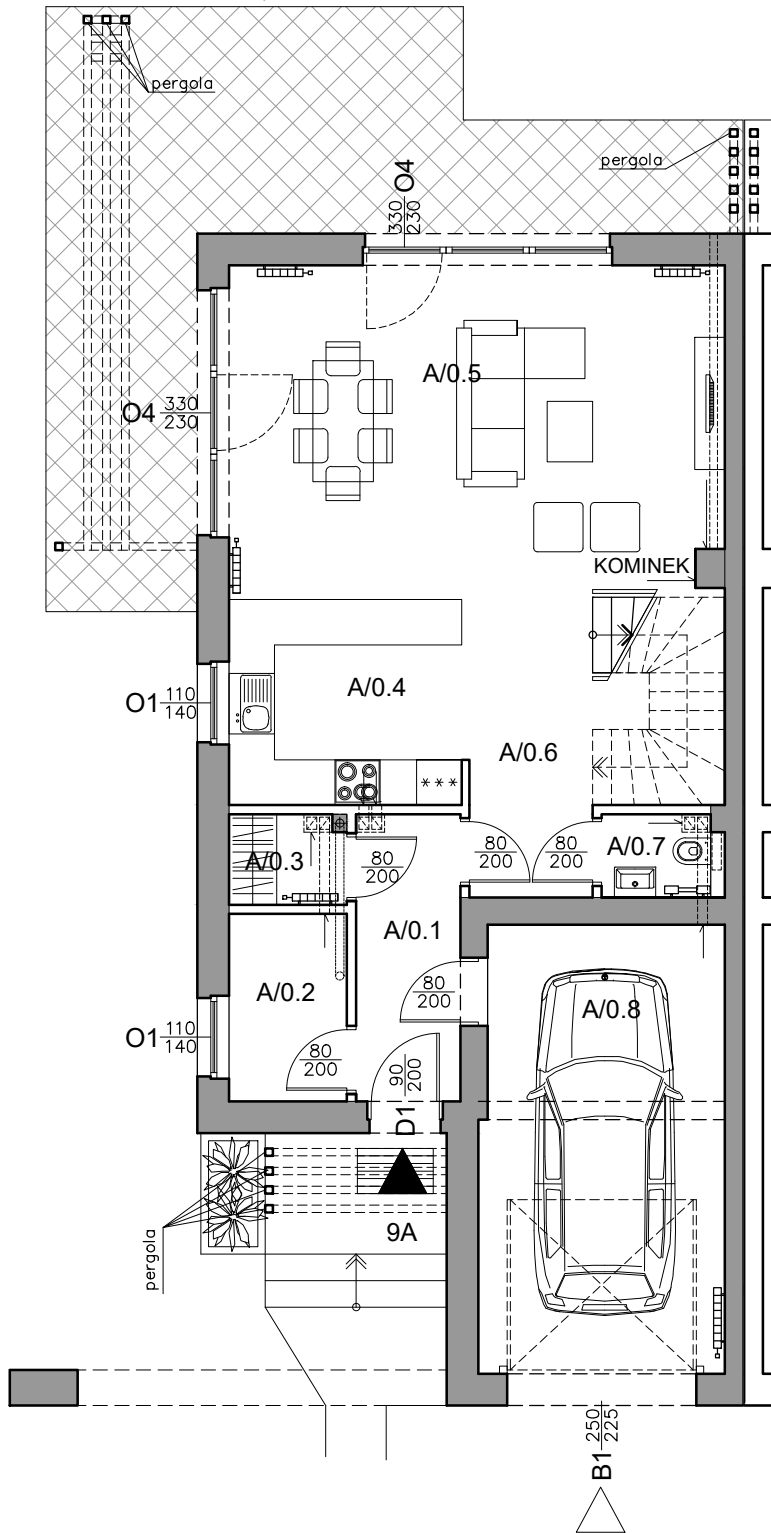 pergola
pergola
330
230
O4
A/0.5
O4
330
230
KOMINEK
A/0.4
O1
110
140
A/0.6
***
A/0.3
80
200
80
200
80
200
A/0.7
A/0.1
A/0.2
80
200
A/0.8
O1
110
140
80
200
90
200
D1
9A
pergola
B1
250
225